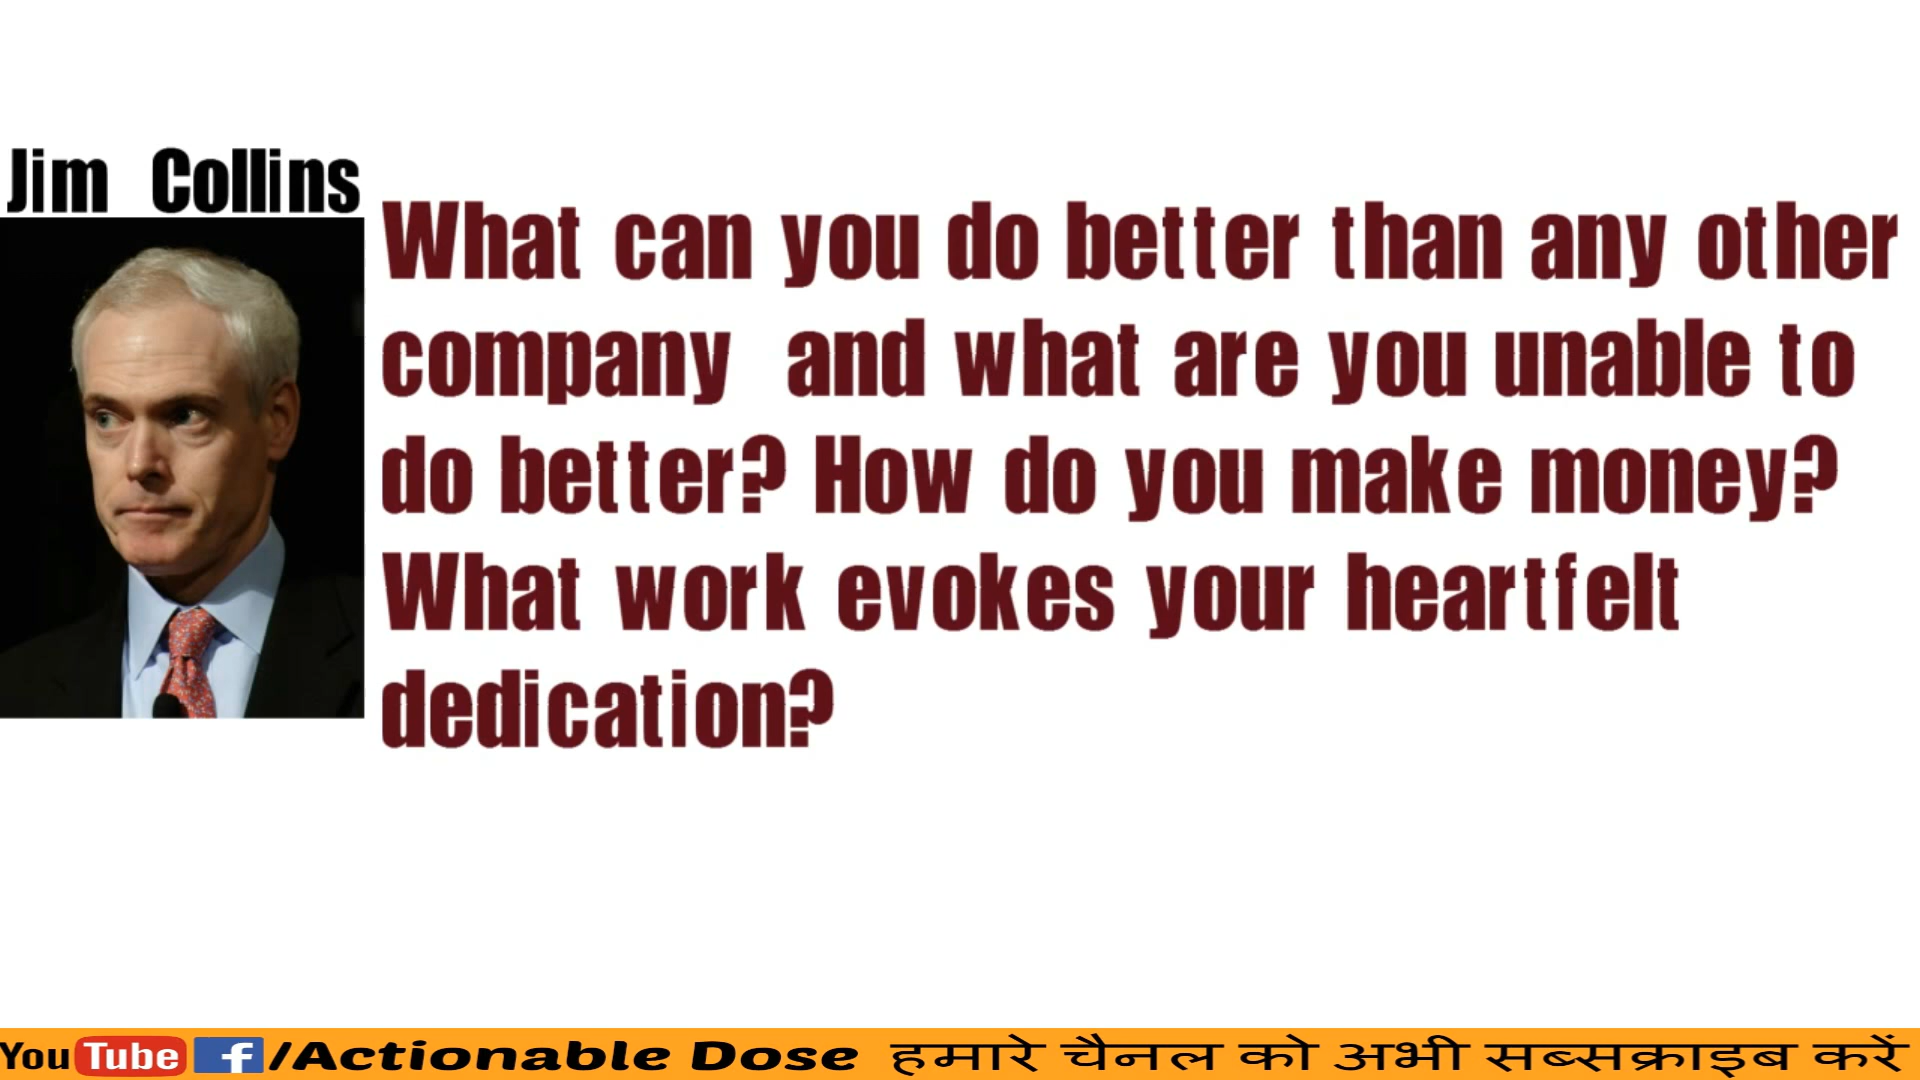 Jim Collins
What can you do better than any other
company and what are you unable to
do better? How do you make money?
What work evokes your heartfelt
dedication?
YouTube f/Actionable Dose हमारे चैनल को अभी सब्सक्राइब करें